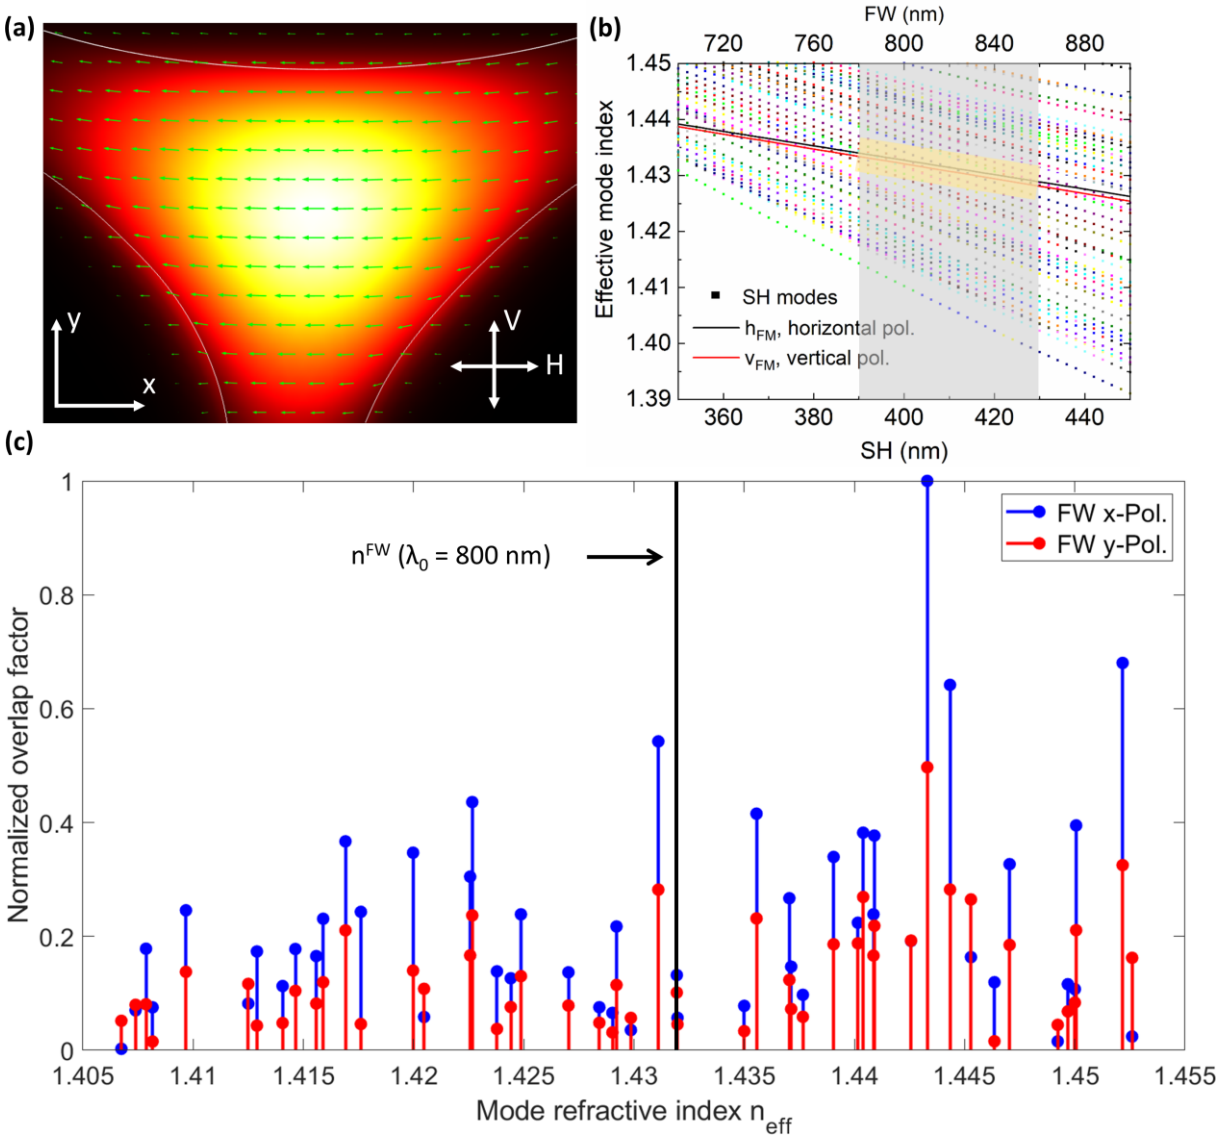 (a)
y
x
V
H
(b)
FW (nm)
720 760 800 840 880
1.45
1.44
1.43
1.42
1.41
1.40
1.39
Effective mode index
SH modes
hFM, horizontal pol.
vFM, vertical pol.
360 380 400 420 440
SH (nm)
(c)
1
0.8
0.6
0.4
0.2
0
Normalized overlap factor
nFW (λ0 = 800 nm)
FW x-Pol.
FW y-Pol.
1.405 1.41 1.415 1.42 1.425 1.43 1.435 1.44 1.445 1.45 1.455
Mode refractive index neff